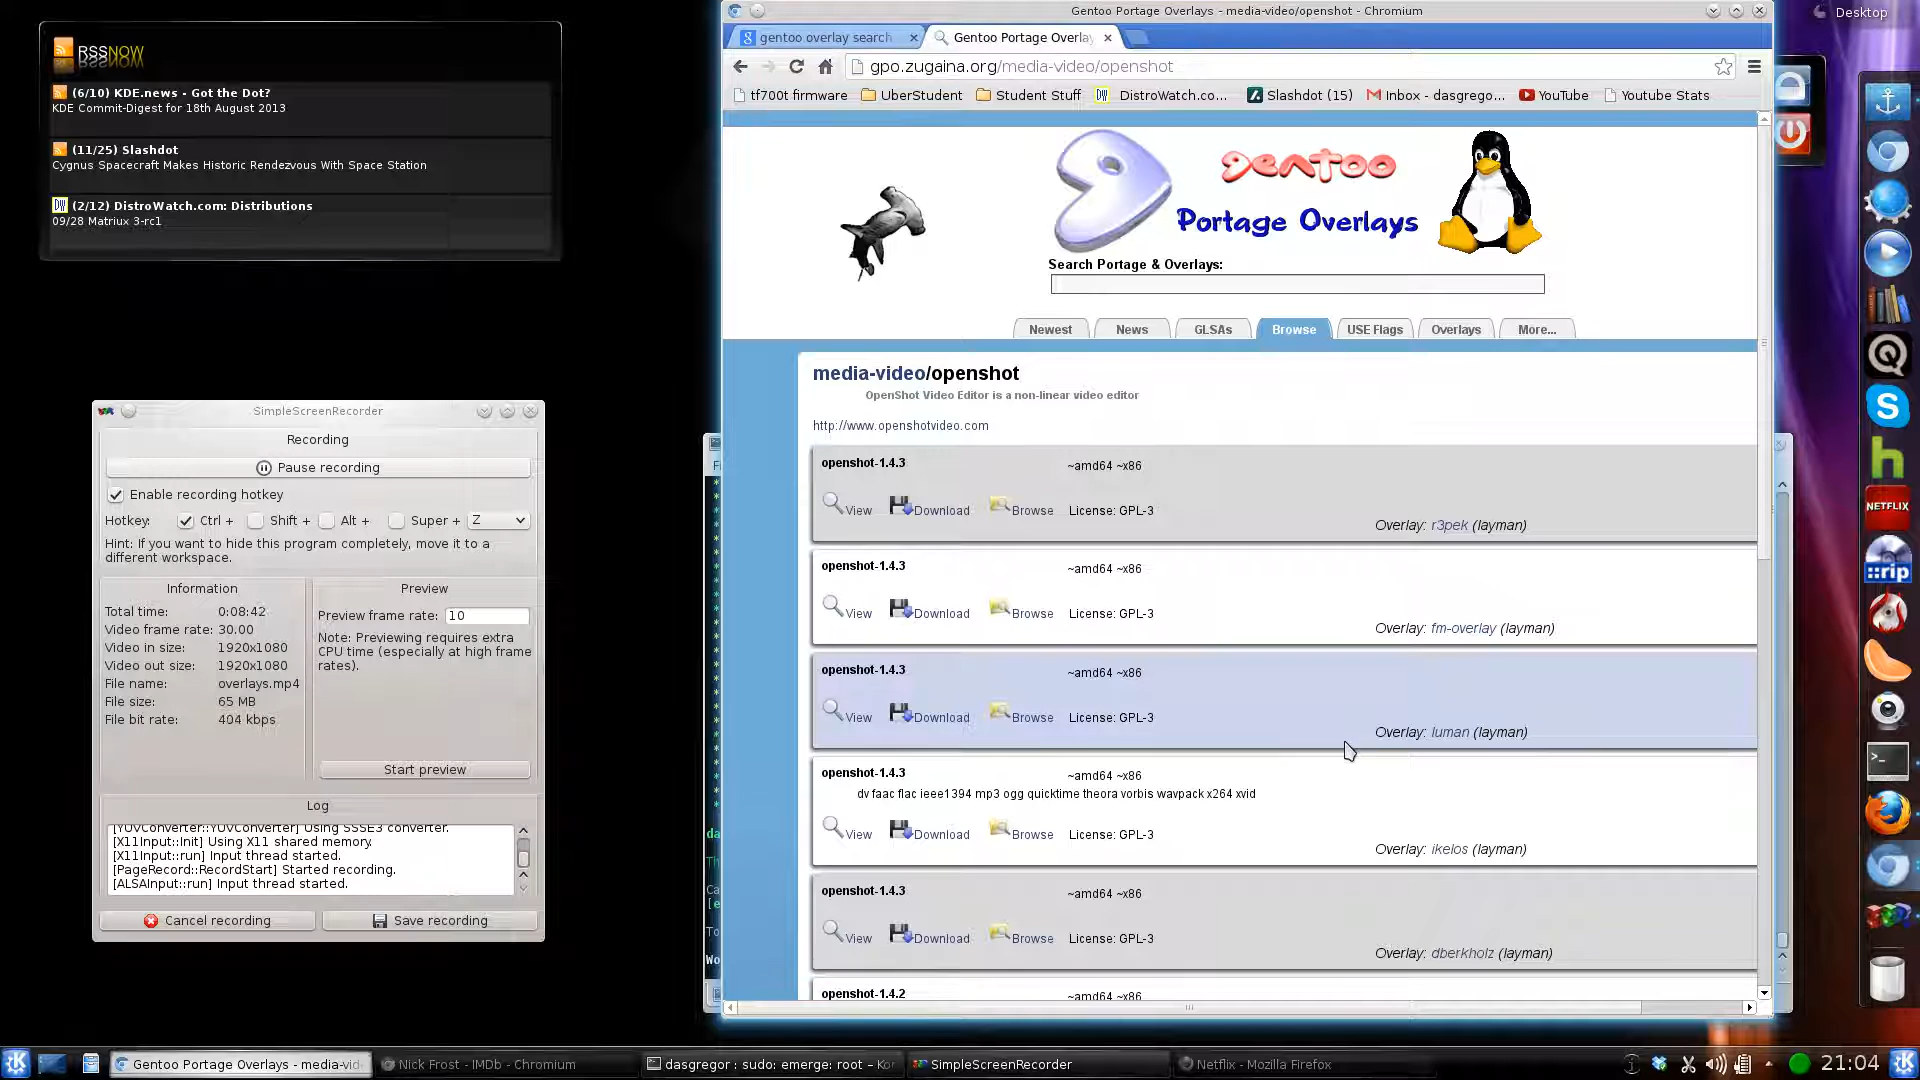 RSSNOW
(6/10) KDE.news - Got the Dot?
KDE Commit-Digest for 18th August 2013
(11/25) Slashdot
Cygnus Spacecraft Makes Historic Rendezvous With Space Station
DW (2/12) DistroWatch.com: Distributions
09/28 Matriux 3-rc1
SimpleScreenRecorder
Recording
Pause recording
Enable recording hotkey
Hotkey: Ctrl + Shift + Alt + Super + Z
Hint: If you want to hide this program completely, move it to a
different workspace.
Information
Total time: 0:08:42
Video frame rate: 30.00
Video in size: 1920x1080
Video out size: 1920x1080
File name: overlays.mp4
File size: 65 MB
File bit rate: 404 kbps
Preview
Preview frame rate: 10
Note: Previewing requires extra
CPU time (especially at high frame
rates).
Start preview
Log
[YUVConverter::YUVConverter] Using SSSE3 converter.
[X11Input::Init] Using X11 shared memory.
[X11Input::run] Input thread started.
[PageRecord::RecordStart] Started recording.
[ALSAInput::run] Input thread started.
Cancel recording
Save recording
Gentoo Portage Overlays - media-video/openshot - Chromium
gentoo overlay search
Gentoo Portage Overla
gpo.zugaina.org/media-video/openshot
tf700t firmware UberStudent Student Stuff DW DistroWatch.co... Slashdot (15) Inbox - dasgrego... YouTube Youtube Stats
gentoo
Portage Overlays
Search Portage & Overlays:
Newest News GLSAs Browse USE Flags Overlays More...
media-video/openshot
OpenShot Video Editor is a non-linear video editor
http://www.openshotvideo.com
openshot-1.4.3 ~amd64 ~x86
View Download Browse License: GPL-3
Overlay: r3pek (layman)
openshot-1.4.3 ~amd64 ~x86
View Download Browse License: GPL-3
Overlay: fm-overlay (layman)
openshot-1.4.3 ~amd64 ~x86
View Download Browse License: GPL-3
Overlay: luman (layman)
openshot-1.4.3 ~amd64 ~x86
dv faac flac ieee1394 mp3 ogg quicktime theora vorbis wavpack x264 xvid
View Download Browse License: GPL-3
Overlay: ikelos (layman)
openshot-1.4.3 ~amd64 ~x86
View Download Browse License: GPL-3
Overlay: dberkholz (layman)
openshot-1.4.2 ~amd64 ~x86
Desktop
NETFLIX
::rip
Gentoo Portage Overlays - media-vid
Nick Frost - IMDb - Chromium
dasgregor : sudo: emerge: root – Ko
SimpleScreenRecorder
Netflix - Mozilla Firefox
21:04